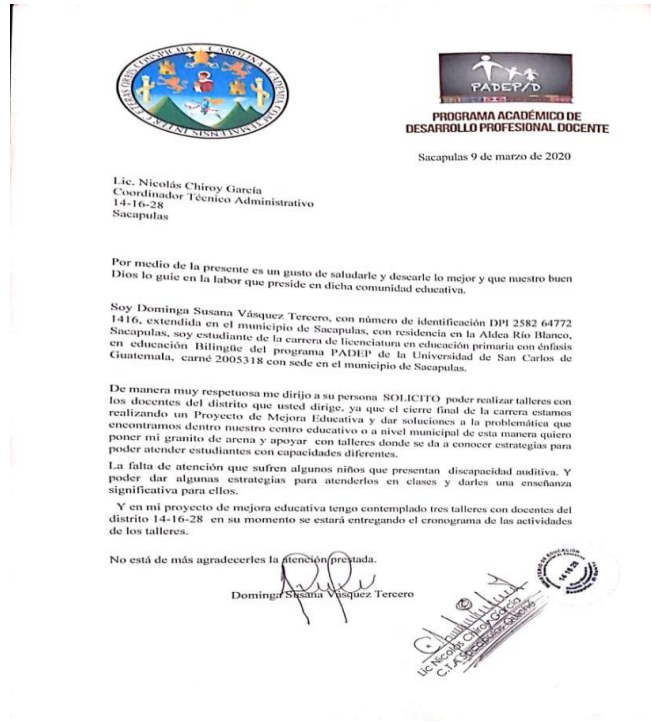 CAROLINA ACADEMIA COACTEMALENSIS INTER CÆTERAS ORBIS CONSPICUA
PADEP/D
PROGRAMA ACADÉMICO DE
DESARROLLO PROFESIONAL DOCENTE
Sacapulas 9 de marzo de 2020
Lic. Nicolás Chiroy García
Coordinador Técnico Administrativo
14-16-28
Sacapulas
Por medio de la presente es un gusto de saludarle y desearle lo mejor y que nuestro buen
Dios lo guie en la labor que preside en dicha comunidad educativa.
Soy Dominga Susana Vásquez Tercero, con número de identificación DPI 2582 64772
1416, extendida en el municipio de Sacapulas, con residencia en la Aldea Río Blanco,
Sacapulas, soy estudiante de la carrera de licenciatura en educación primaria con énfasis
en educación Bilingüe del programa PADEP de la Universidad de San Carlos de
Guatemala, carné 2005318 con sede en el municipio de Sacapulas.
De manera muy respetuosa me dirijo a su persona SOLICITO poder realizar talleres con
los docentes del distrito que usted dirige, ya que el cierre final de la carrera estamos
realizando un Proyecto de Mejora Educativa y dar soluciones a la problemática que
encontramos dentro nuestro centro educativo o a nivel municipal de esta manera quiero
poner mi granito de arena y apoyar con talleres donde se da a conocer estrategias para
poder atender estudiantes con capacidades diferentes.
La falta de atención que sufren algunos niños que presentan discapacidad auditiva. Y
poder dar algunas estrategias para atenderlos en clases y darles una enseñanza
significativa para ellos.
Y en mi proyecto de mejora educativa tengo contemplado tres talleres con docentes del
distrito 14-16-28 en su momento se estará entregando el cronograma de las actividades
de los talleres.
No está de más agradecerles la atención prestada.
Dominga Susana Vásquez Tercero
Lic Nicolás Chiroy García
C.T.A. Sacapulas Quiché
MINISTERIO DE EDUCACIÓN
14-16-28